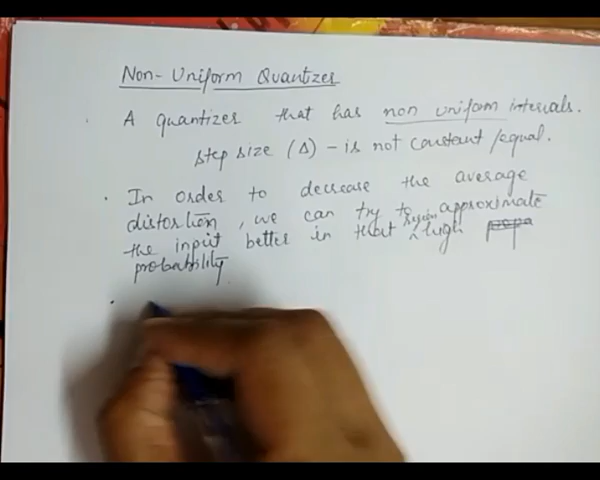 Non-Uniform Quantizer
A quantizer that has non uniform intervals.
step size (Δ) - is not constant/equal.
. In order to decrease the average
distortion, we can try to approximate
the input better in that region high
probability